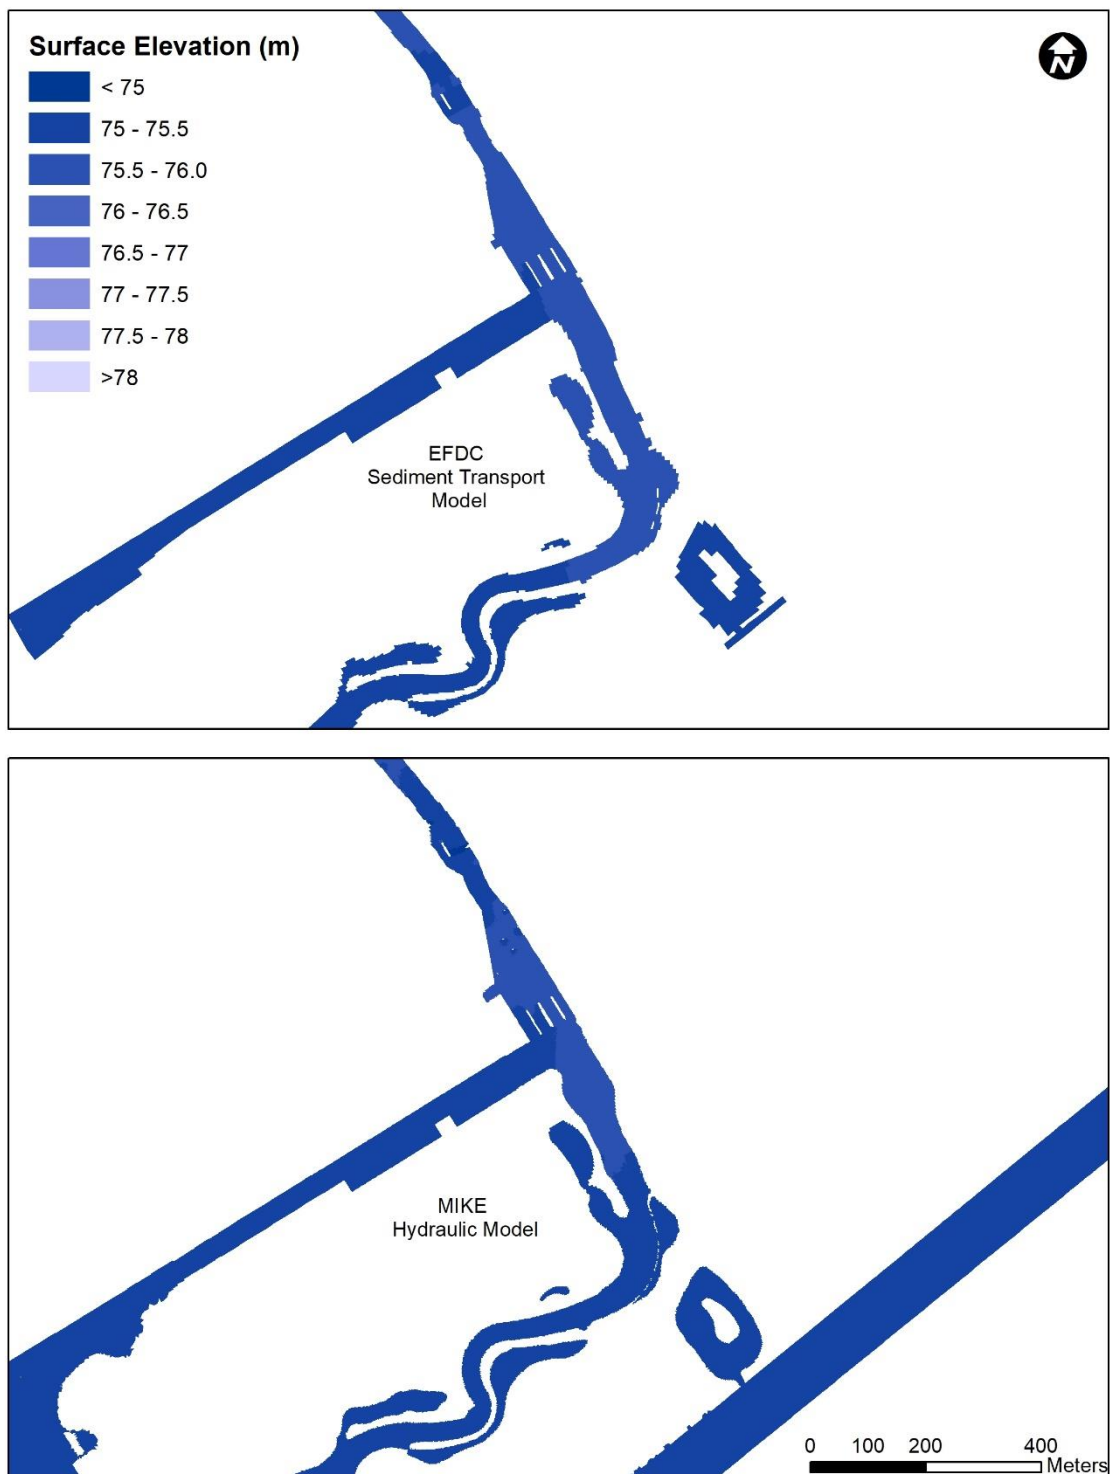 Surface Elevation (m)
N
< 75
75 - 75.5
75.5 - 76.0
76 - 76.5
76.5 - 77
77 - 77.5
77.5 - 78
>78
EFDC
Sediment Transport
Model
MIKE
Hydraulic Model
0 100 200 400
Meters